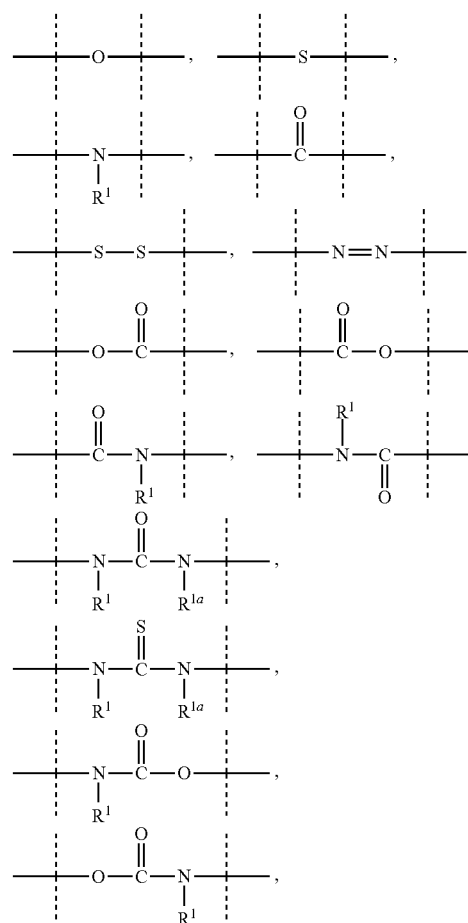 O , S ,
O
N , C ,
R¹
S S , N N
O O
O C , C O
O R¹
C N , N C
R¹ O
O
N C N ,
R¹ R¹ᵃ
S
N C N ,
R¹ R¹ᵃ
O
N C O ,
R¹
O
O C N ,
R¹